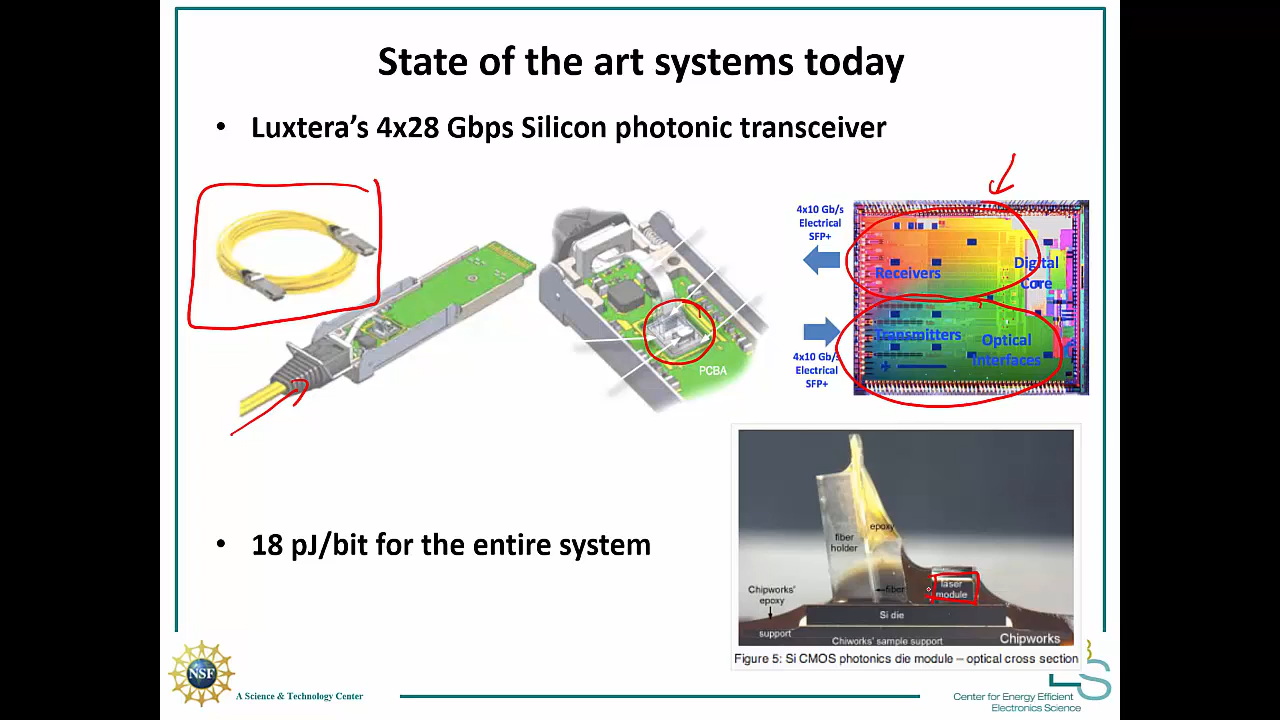 State of the art systems today
• Luxtera’s 4x28 Gbps Silicon photonic transceiver
4x10 Gb/s
Electrical
SFP+
Receivers
Digital
Core
Transmitters
Optical
Interfaces
4x10 Gb/s
Electrical
SFP+
PCBA
• 18 pJ/bit for the entire system
epoxy
fiber
holder
laser
module
Chipworks'
epoxy
fiber
Si die
support
Chiworks' sample support
Chipworks
Figure 5: Si CMOS photonics die module – optical cross section
NSF
A Science & Technology Center
Center for Energy Efficient
Electronics Science